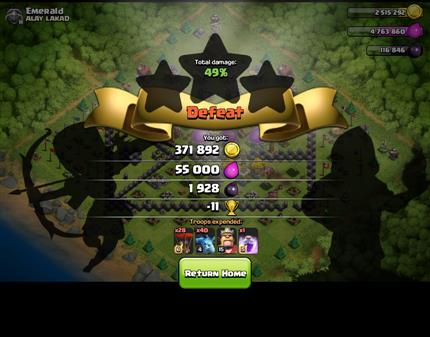 Emerald
ALAY LAKAD
2 515 292
4 763 860
116 846
Total damage:
49%
Defeat
You got:
371 892
55 000
1 928
-11
Troops expended:
x28 x40 x1
Return Home